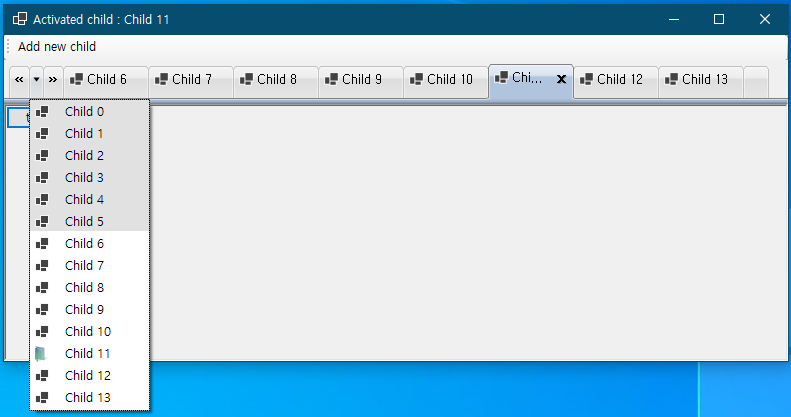 Activated child : Child 11
Add new child
« » Child 6 Child 7 Child 8 Child 9 Child 10 Chi... x Child 12 Child 13
Child 0
Child 1
Child 2
Child 3
Child 4
Child 5
Child 6
Child 7
Child 8
Child 9
Child 10
Child 11
Child 12
Child 13